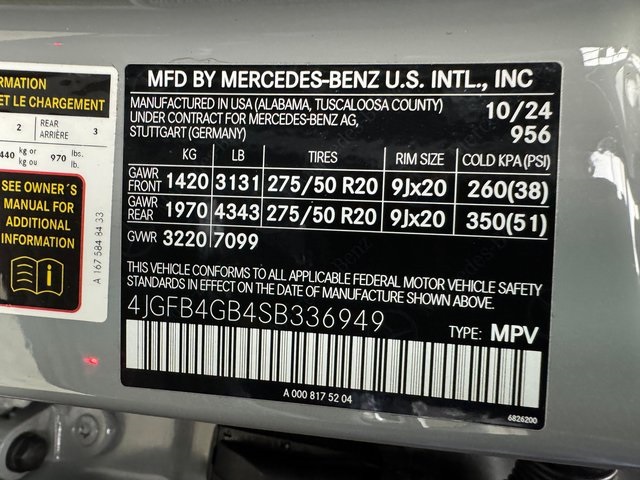 RMATION
ET LE CHARGEMENT
2 REAR ARRIÈRE 3
440 kg or kg ou 970 lbs. lb.
SEE OWNER´S
MANUAL FOR
ADDITIONAL
INFORMATION
A 167 584 84 33
MFD BY MERCEDES-BENZ U.S. INTL., INC
MANUFACTURED IN USA (ALABAMA, TUSCALOOSA COUNTY) 10/24
UNDER CONTRACT FOR MERCEDES-BENZ AG,
STUTTGART (GERMANY) 956
KG LB TIRES RIM SIZE COLD KPA (PSI)
GAWR FRONT 1420 3131 275/50 R20 9Jx20 260(38)
GAWR REAR 1970 4343 275/50 R20 9Jx20 350(51)
GVWR 3220 7099
THIS VEHICLE CONFORMS TO ALL APPLICABLE FEDERAL MOTOR VEHICLE SAFETY
STANDARDS IN EFFECT ON THE DATE OF MANUFACTURE SHOWN ABOVE.
4JGFB4GB4SB336949
TYPE: MPV
A 000 817 52 04
6826200